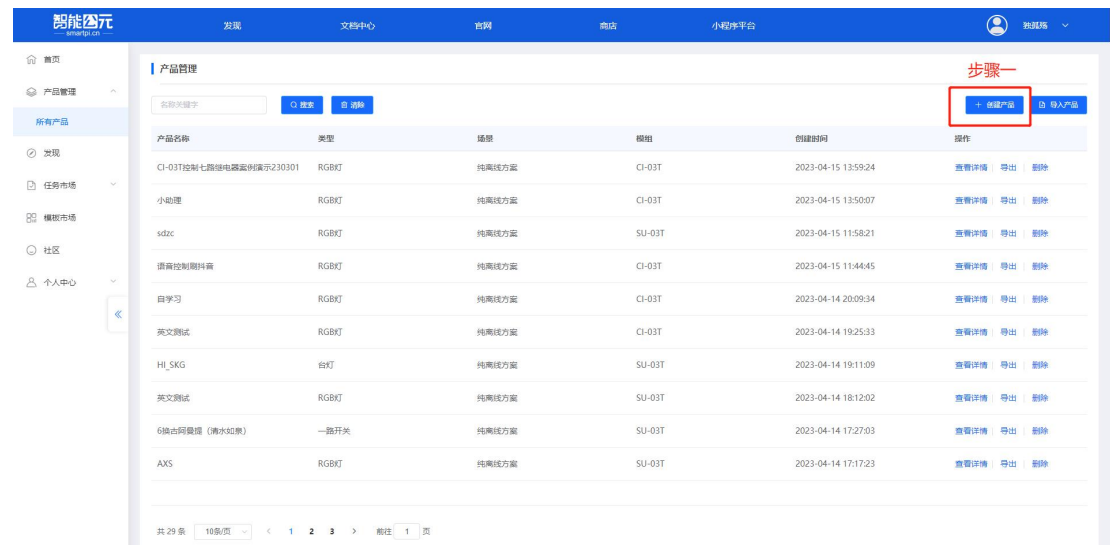 智能公元 发现 文档中心 官网 商店 小程序平台 独孤烁
smartpi.cn
首页
产品管理
所有产品
发现
任务市场
模板市场
社区
个人中心
产品管理
步骤一
名称关键字 搜索 清除 + 创建产品 导入产品
产品名称 类型 场景 模组 创建时间 操作
CI-03T控制七路继电器案例演示230301 RGB灯 纯离线方案 CI-03T 2023-04-15 13:59:24 查看详情 导出 删除
小助理 RGB灯 纯离线方案 CI-03T 2023-04-15 13:50:07 查看详情 导出 删除
sdzc RGB灯 纯离线方案 SU-03T 2023-04-15 11:58:21 查看详情 导出 删除
语音控制刷抖音 RGB灯 纯离线方案 CI-03T 2023-04-15 11:44:45 查看详情 导出 删除
自学习 RGB灯 纯离线方案 CI-03T 2023-04-14 20:09:34 查看详情 导出 删除
英文测试 RGB灯 纯离线方案 CI-03T 2023-04-14 19:25:33 查看详情 导出 删除
HI_SKG 台灯 纯离线方案 SU-03T 2023-04-14 19:11:09 查看详情 导出 删除
英文测试 RGB灯 纯离线方案 SU-03T 2023-04-14 18:12:02 查看详情 导出 删除
6换古阿曼提（清水如泉） 一路开关 纯离线方案 SU-03T 2023-04-14 17:27:03 查看详情 导出 删除
AXS RGB灯 纯离线方案 SU-03T 2023-04-14 17:17:23 查看详情 导出 删除
共 29 条 10条/页 < 1 2 3 > 前往 1 页